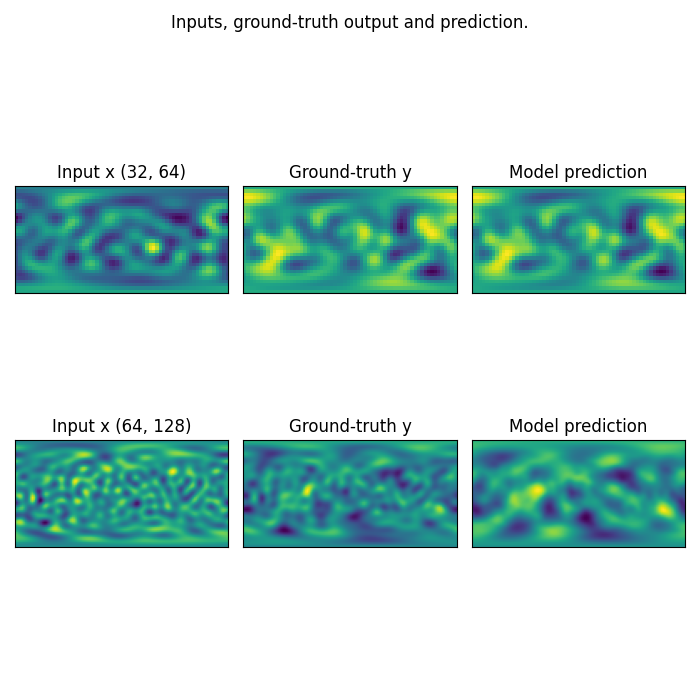 Inputs, ground-truth output and prediction.
Input x (32, 64)
Ground-truth y
Model prediction
Input x (64, 128)
Ground-truth y
Model prediction